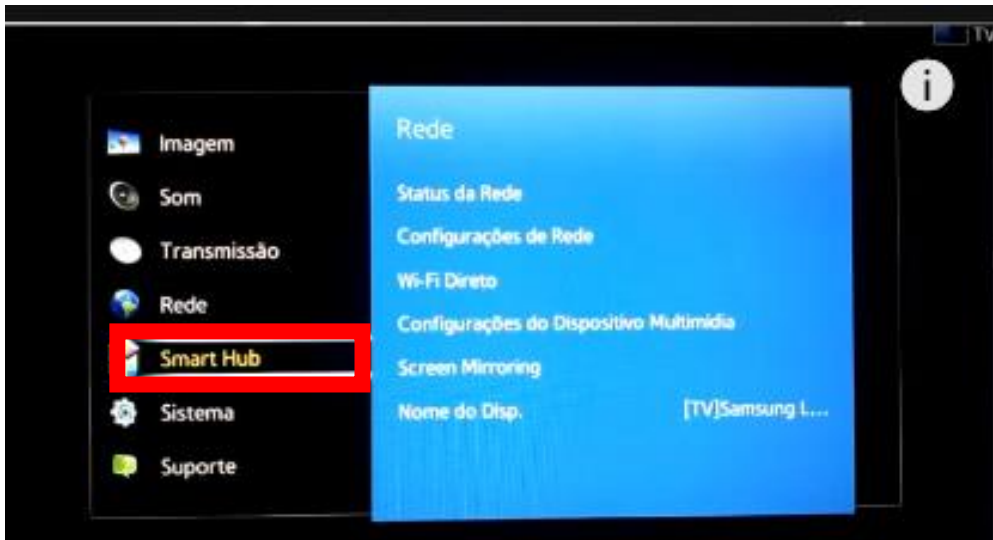 TV
i
Imagem
Som
Transmissão
Rede
Smart Hub
Sistema
Suporte
Rede
Status da Rede
Configurações de Rede
Wi-Fi Direto
Configurações do Dispositivo Multimídia
Screen Mirroring
Nome do Disp. [TV]Samsung L...